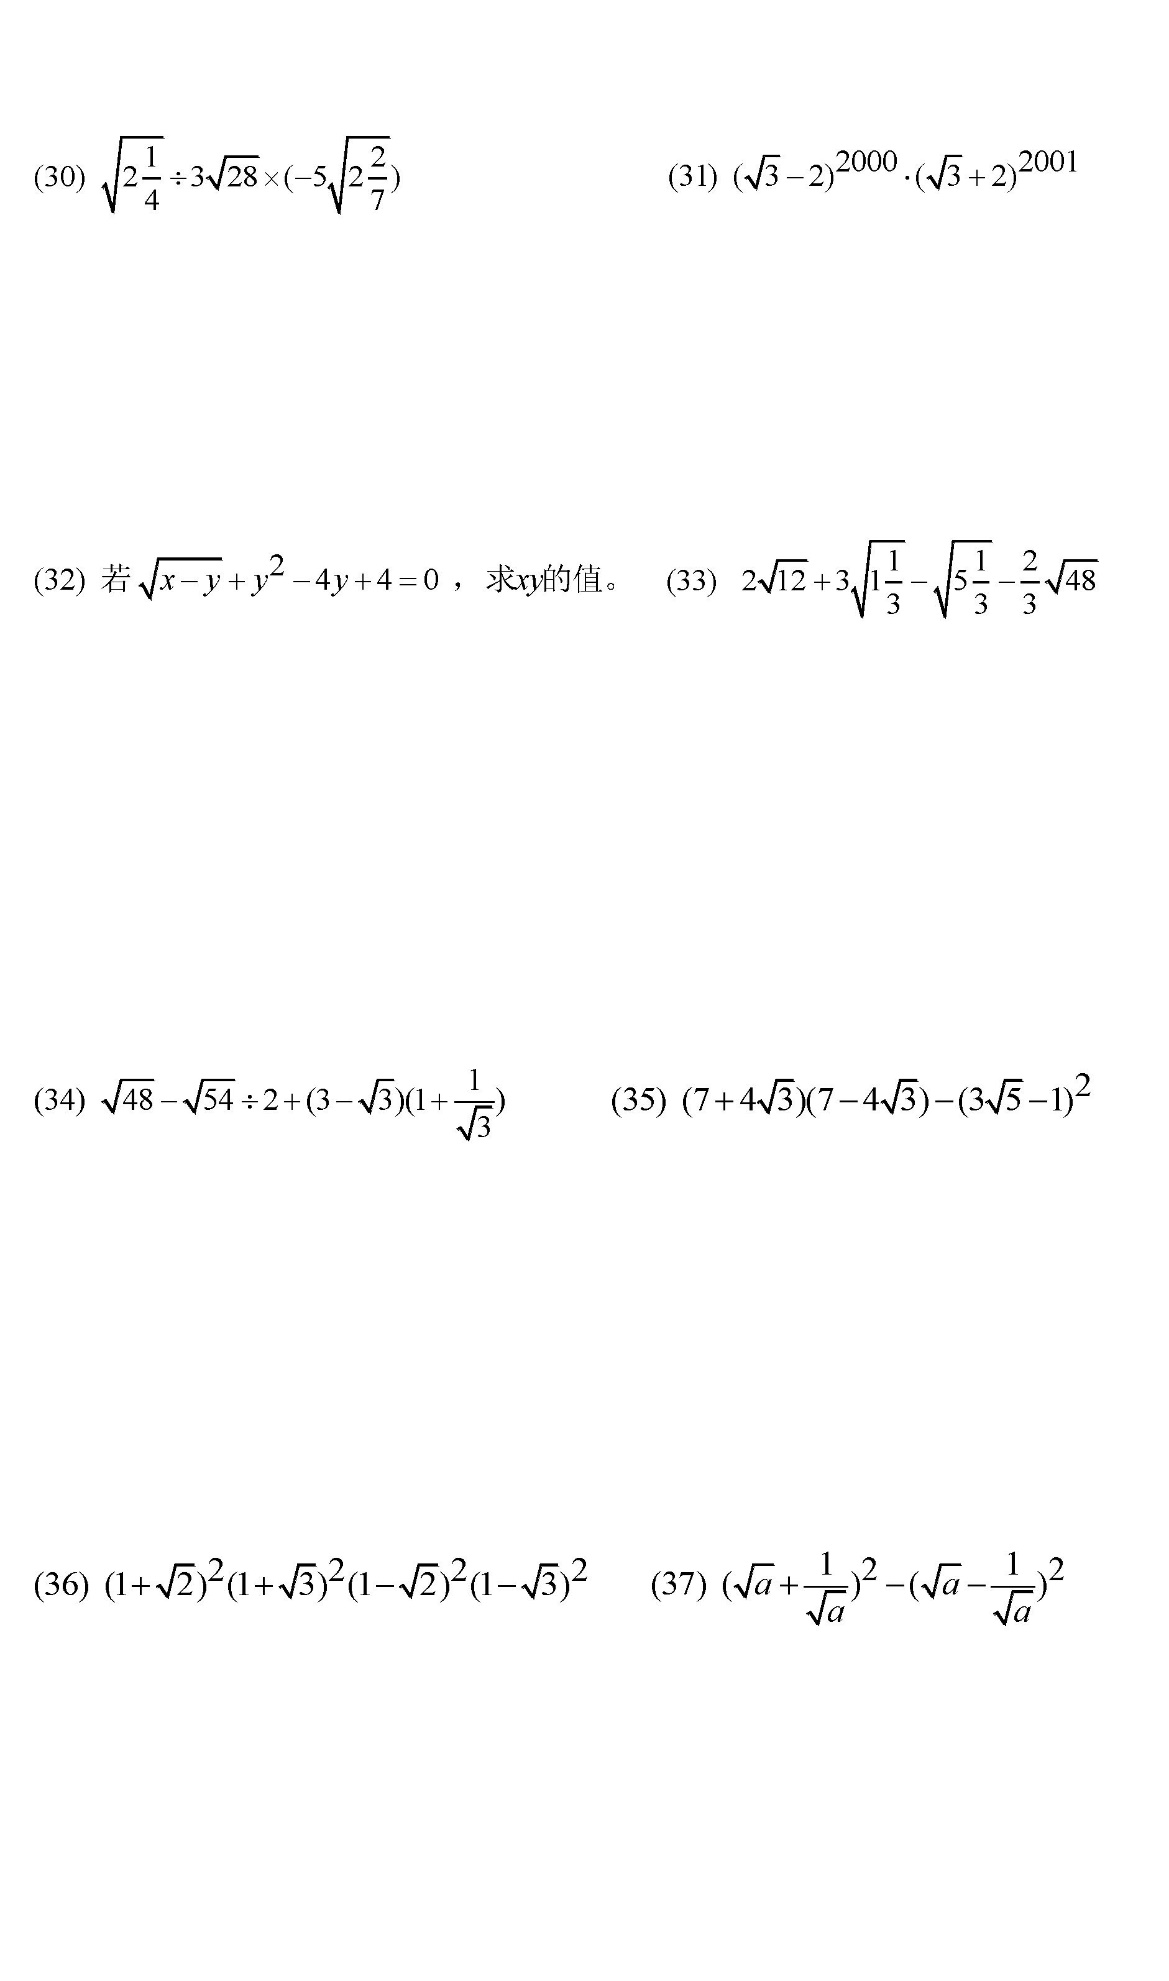 (30) √(2 1/4) ÷ 3√28 × (−5√(2 2/7)) (31) (√3 − 2)^2000 · (√3 + 2)^2001
(32) 若 √(x − y) + y² − 4y + 4 = 0 ，求xy的值。 (33) 2√12 + 3√(1 1/3) − √(5 1/3) − 2/3 √48
(34) √48 − √54 ÷ 2 + (3 − √3)(1 + 1/√3) (35) (7 + 4√3)(7 − 4√3) − (3√5 − 1)²
(36) (1 + √2)²(1 + √3)²(1 − √2)²(1 − √3)² (37) (√a + 1/√a)² − (√a − 1/√a)²